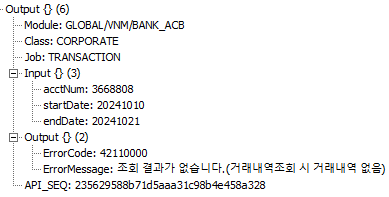 Output {} (6)
Module: GLOBAL/VNM/BANK_ACB
Class: CORPORATE
Job: TRANSACTION
Input {} (3)
acctNum: 3668808
startDate: 20241010
endDate: 20241021
Output {} (2)
ErrorCode: 42110000
ErrorMessage: 조회 결과가 없습니다.(거래내역조회 시 거래내역 없음)
API_SEQ: 235629588b71d5aaa31c98b4e458a328